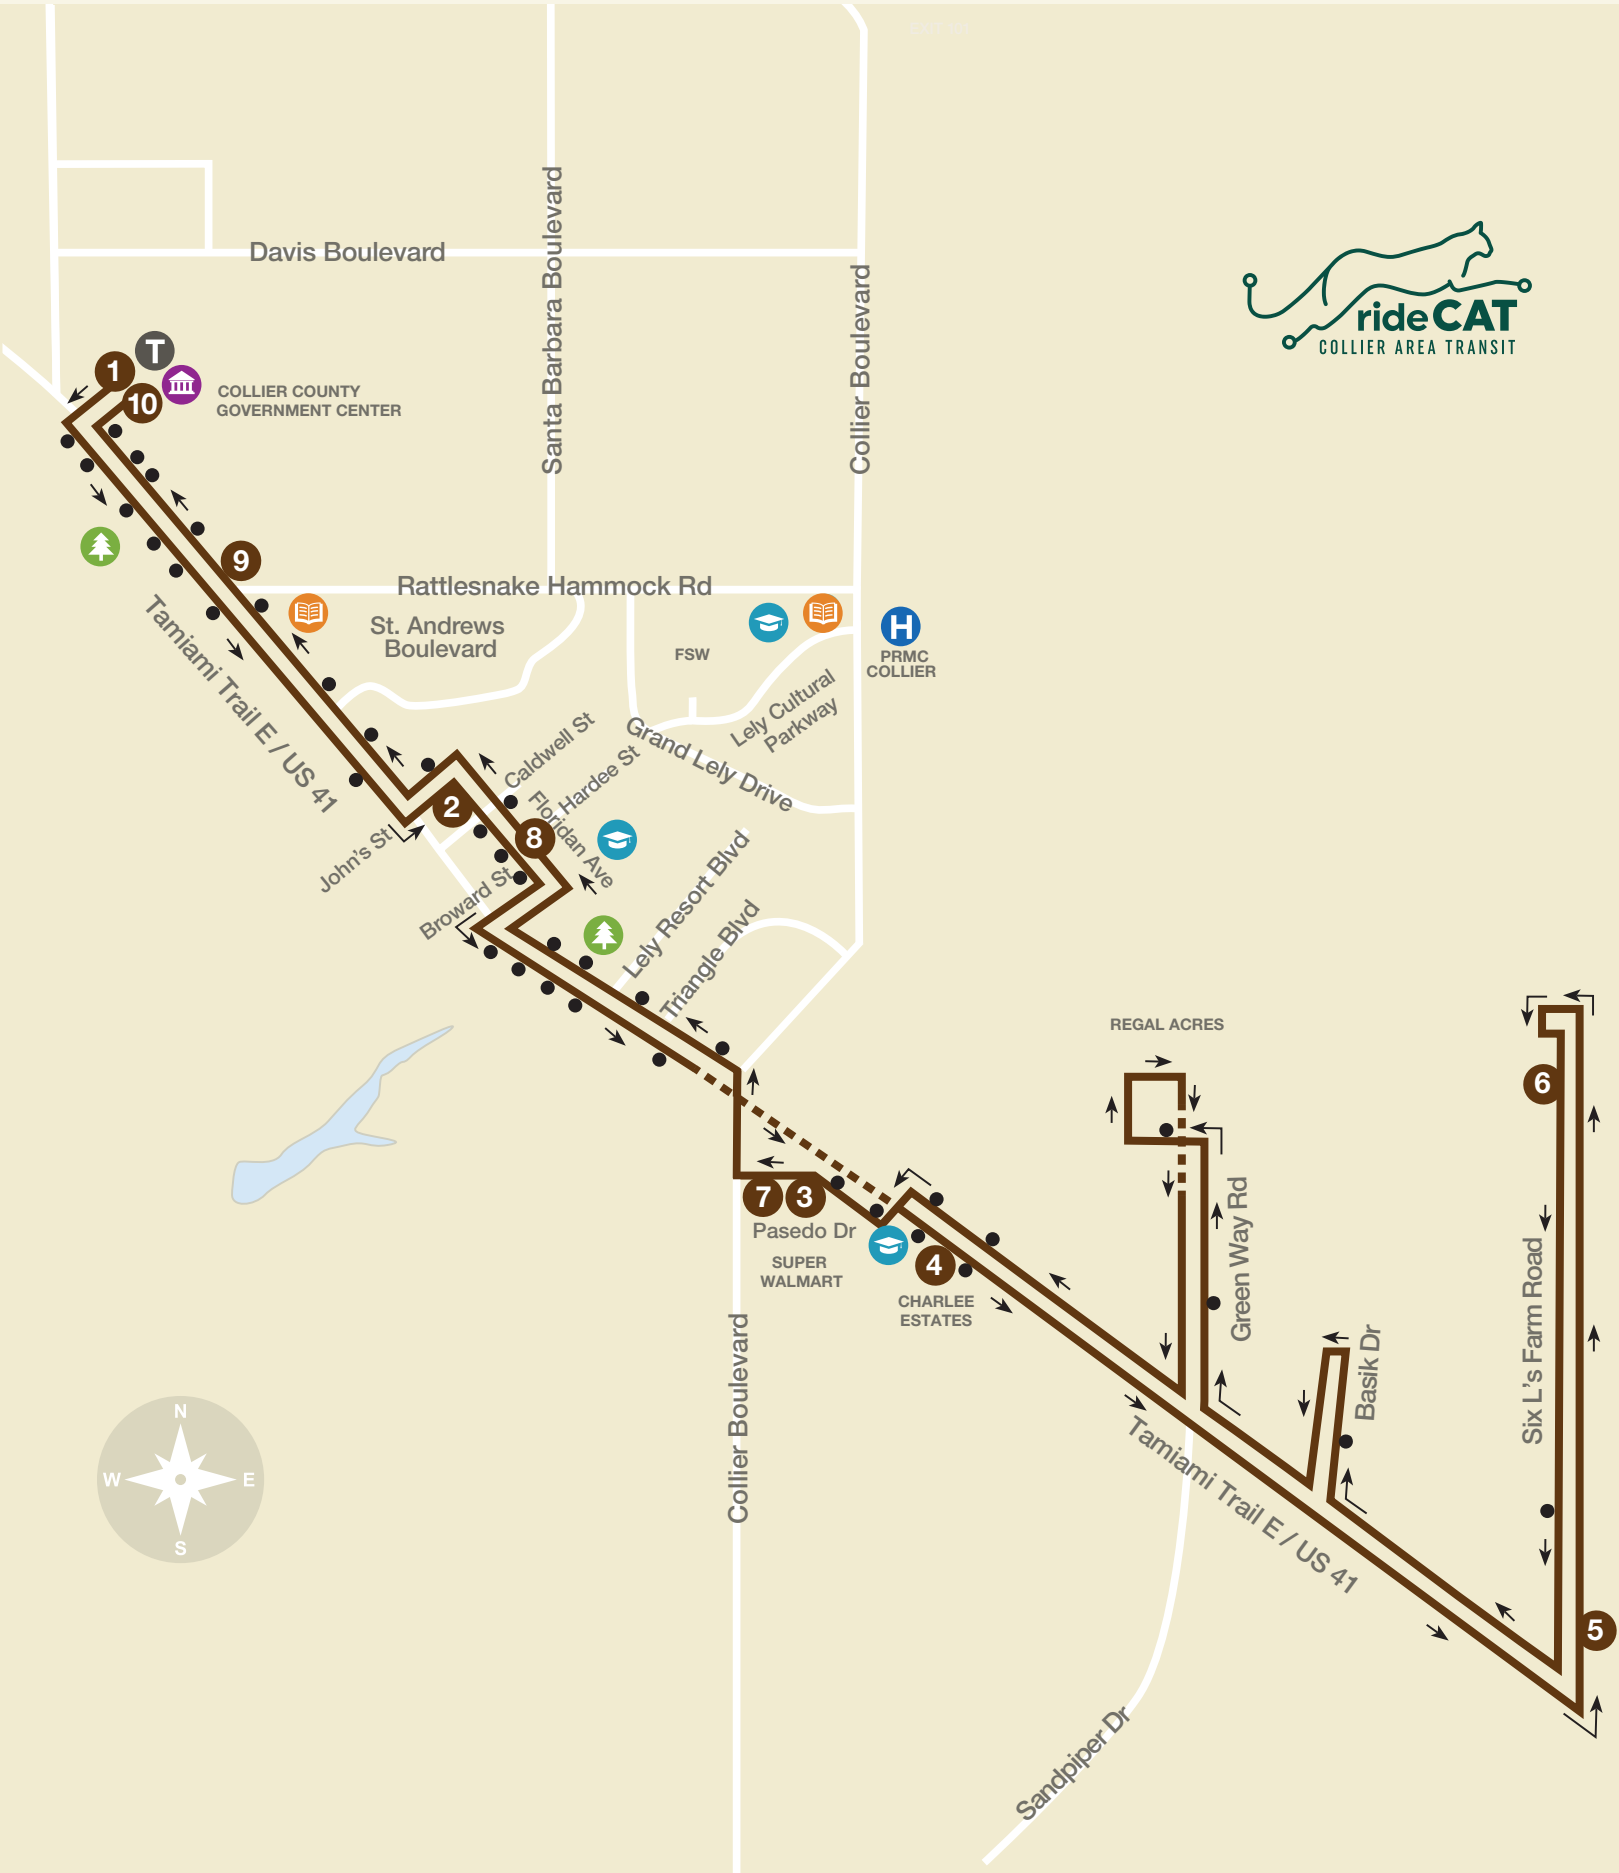 Davis Boulevard
Santa Barbara Boulevard
Collier Boulevard
rideCAT
COLLIER AREA TRANSIT
1
T
10
COLLIER COUNTY
GOVERNMENT CENTER
9
Rattlesnake Hammock Rd
St. Andrews
Boulevard
FSW
H
PRMC
COLLIER
Tamiami Trail E / US 41
Lely Cultural
Parkway
Grand Lely Drive
Caldwell St
Hardee St
Floridan Ave
2
8
John's St
Broward St
Lely Resort Blvd
Triangle Blvd
REGAL ACRES
6
7
3
Pasedo Dr
SUPER
WALMART
4
CHARLEE
ESTATES
Green Way Rd
Basik Dr
Six L's Farm Road
Collier Boulevard
N
W
E
S
Tamiami Trail E / US 41
5
Sandpiper Dr